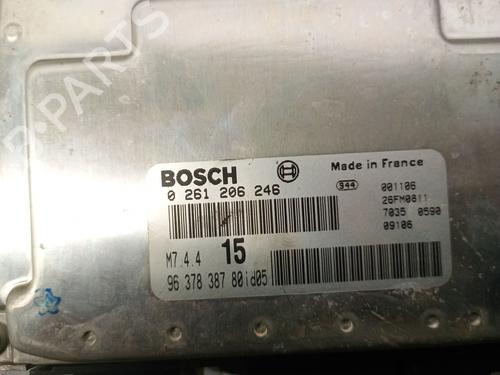 B-PARTS
BOSCH
Made in France
0 261 206 246
944
001106
26FM0811
7035 0590
09106
M7.4.4 15
96 378 387 80 id05